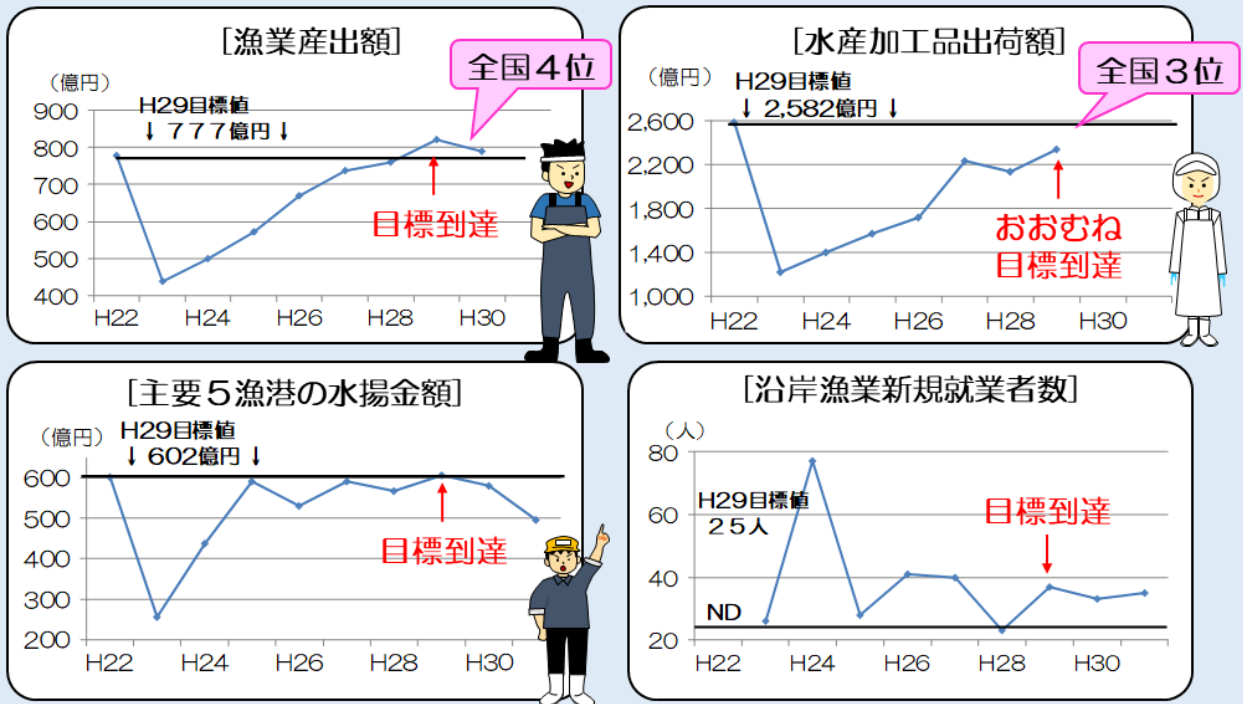 [漁業産出額]
全国４位
（億円）
H29目標値
↓ 777億円 ↓
900
800
700
600
500
400
目標到達
H22
H24
H26
H28
H30
[水産加工品出荷額]
全国３位
（億円）
H29目標値
↓ 2,582億円 ↓
2,600
2,200
1,800
1,400
1,000
おおむね
目標到達
H22
H24
H26
H28
H30
[主要５漁港の水揚金額]
（億円）
H29目標値
↓ 602億円 ↓
600
500
400
300
200
目標到達
H22
H24
H26
H28
H30
[沿岸漁業新規就業者数]
（人）
80
60
40
20
H29目標値
２５人
目標到達
ND
H22
H24
H26
H28
H30